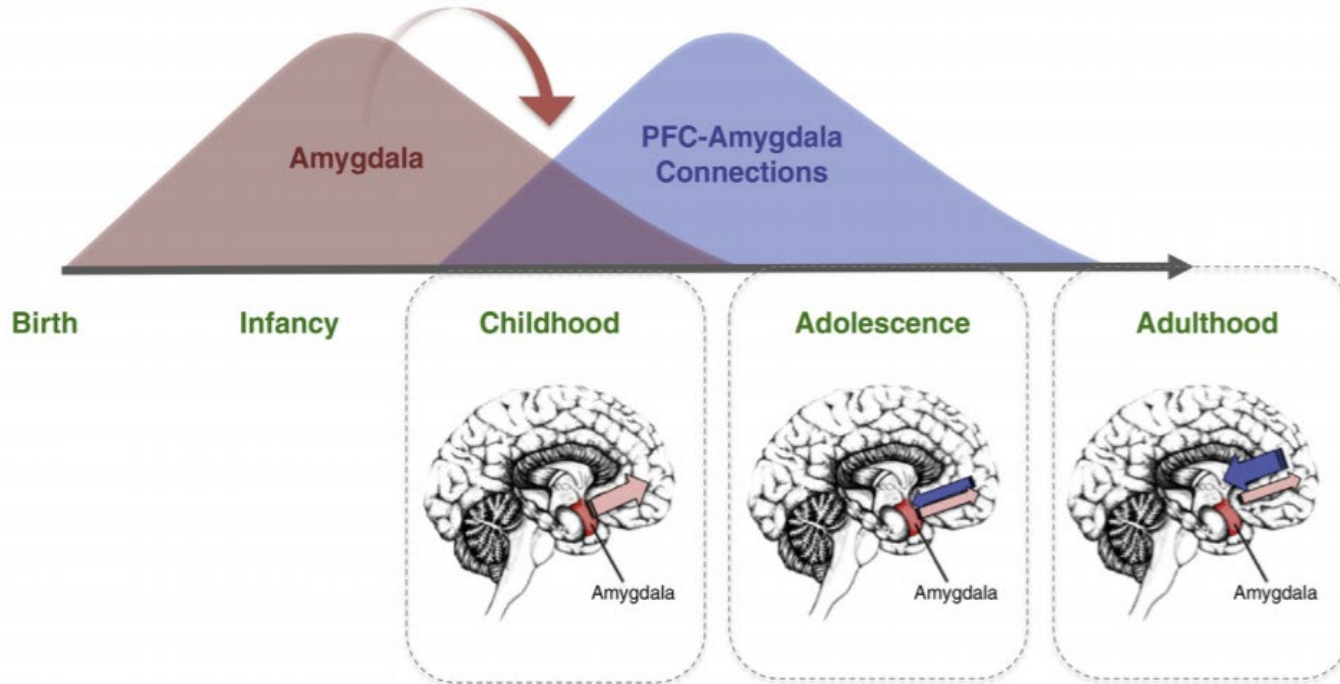 Amygdala
PFC-Amygdala
Connections
Birth
Infancy
Childhood
Adolescence
Adulthood
Amygdala
Amygdala
Amygdala